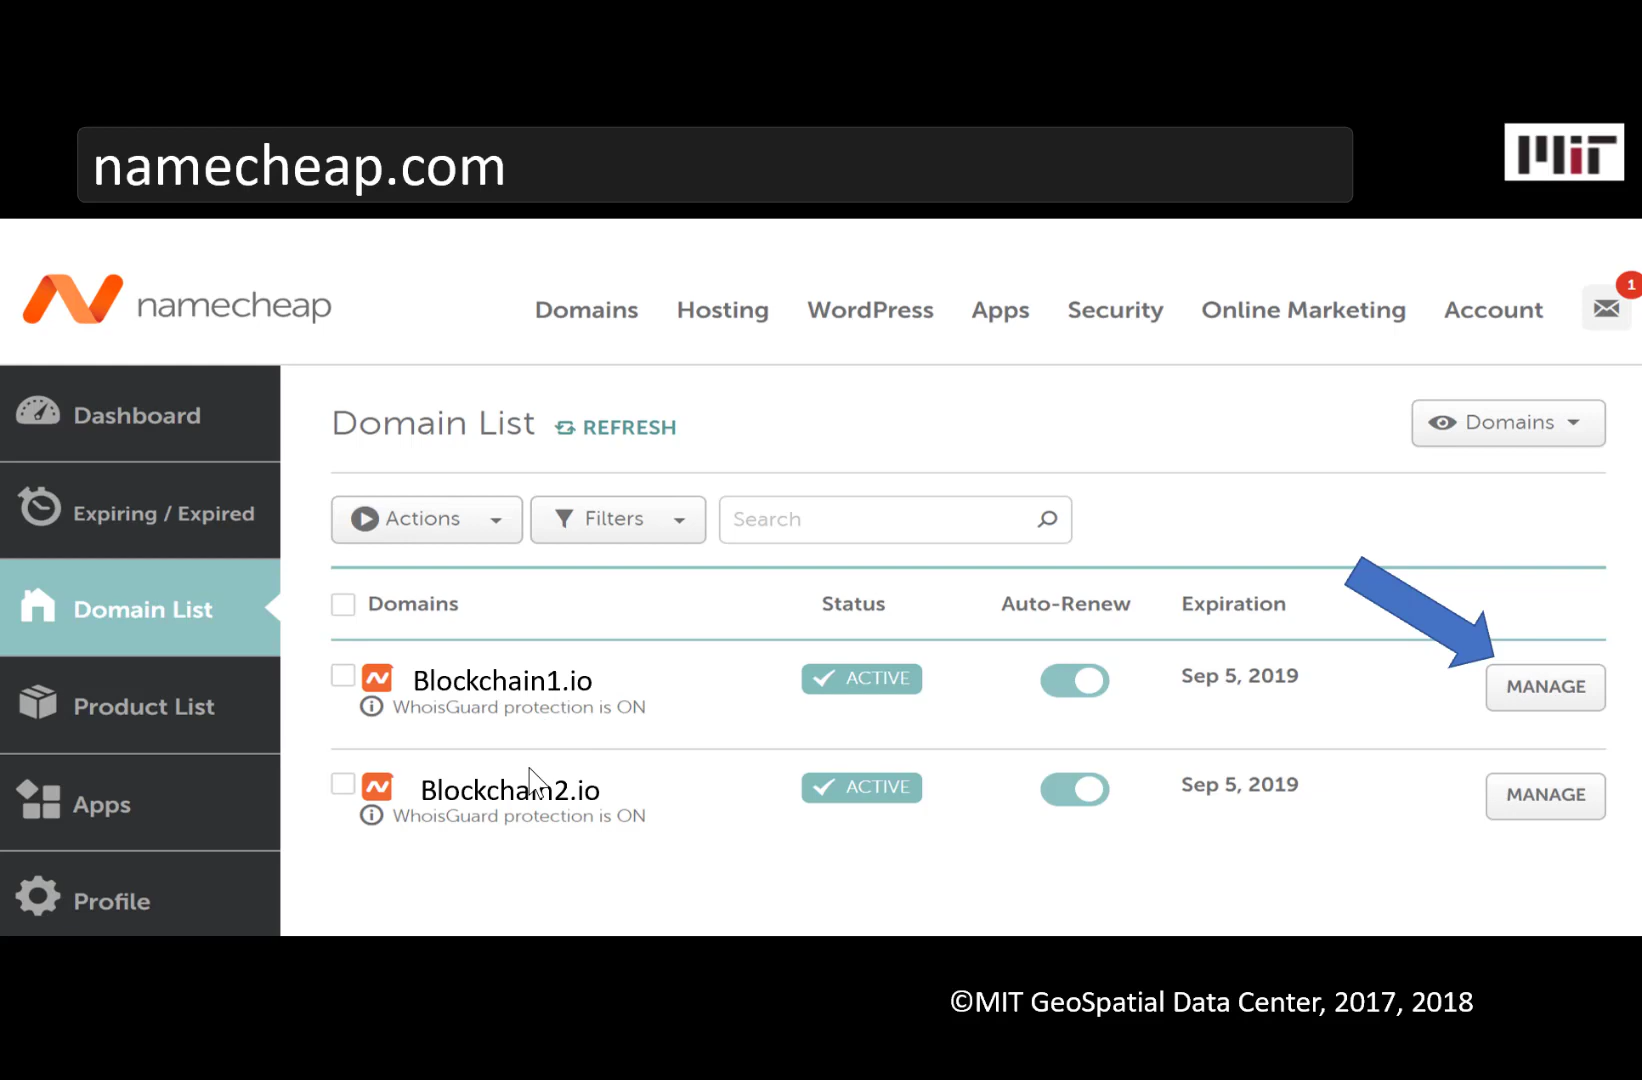 namecheap.com
MIT
namecheap
Domains Hosting WordPress Apps Security Online Marketing Account
1
Dashboard
Expiring / Expired
Domain List
Product List
Apps
Profile
Domain List REFRESH
Domains
Actions Filters Search
Domains Status Auto-Renew Expiration
Blockchain1.io ACTIVE Sep 5, 2019 MANAGE
WhoisGuard protection is ON
Blockchain2.io ACTIVE Sep 5, 2019 MANAGE
WhoisGuard protection is ON
©MIT GeoSpatial Data Center, 2017, 2018